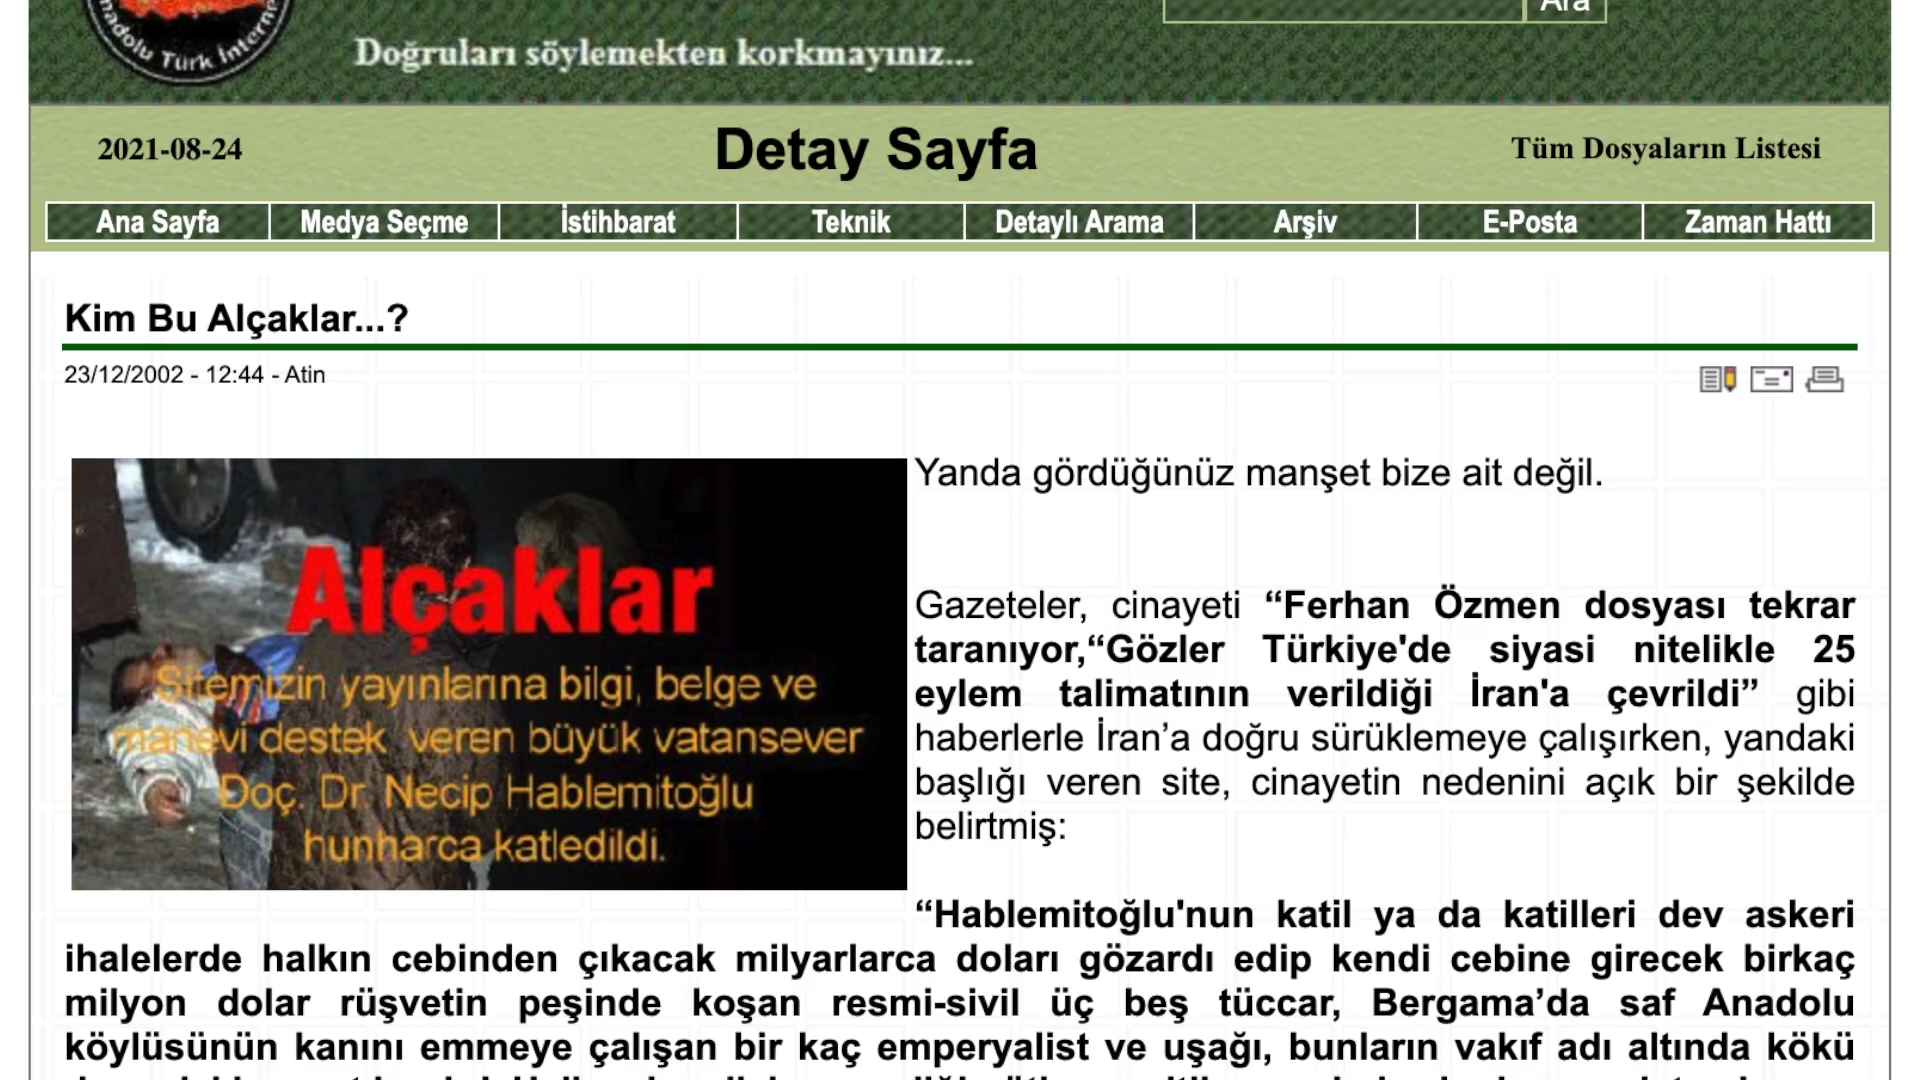 Ara
nadolu Türk İnterne
Doğruları söylemekten korkmayınız...
2021-08-24
Detay Sayfa
Tüm Dosyaların Listesi
Ana Sayfa
Medya Seçme
İstihbarat
Teknik
Detaylı Arama
Arşiv
E-Posta
Zaman Hattı
Kim Bu Alçaklar...?
23/12/2002 - 12:44 - Atin
Alçaklar
Sitemizin yayınlarına bilgi, belge ve
manevi destek veren büyük vatansever
Doç. Dr Necip Hablemitoğlu
hunharca katledildi.
Yanda gördüğünüz manşet bize ait değil.
Gazeteler, cinayeti “Ferhan Özmen dosyası tekrar
taranıyor,“Gözler Türkiye'de siyasi nitelikle 25
eylem talimatının verildiği İran'a çevrildi” gibi
haberlerle İran’a doğru sürüklemeye çalışırken, yandaki
başlığı veren site, cinayetin nedenini açık bir şekilde
belirtmiş:
“Hablemitoğlu'nun katil ya da katilleri dev askeri
ihalelerde halkın cebinden çıkacak milyarlarca doları gözardı edip kendi cebine girecek birkaç
milyon dolar rüşvetin peşinde koşan resmi-sivil üç beş tüccar, Bergama’da saf Anadolu
köylüsünün kanını emmeye çalışan bir kaç emperyalist ve uşağı, bunların vakıf adı altında kökü